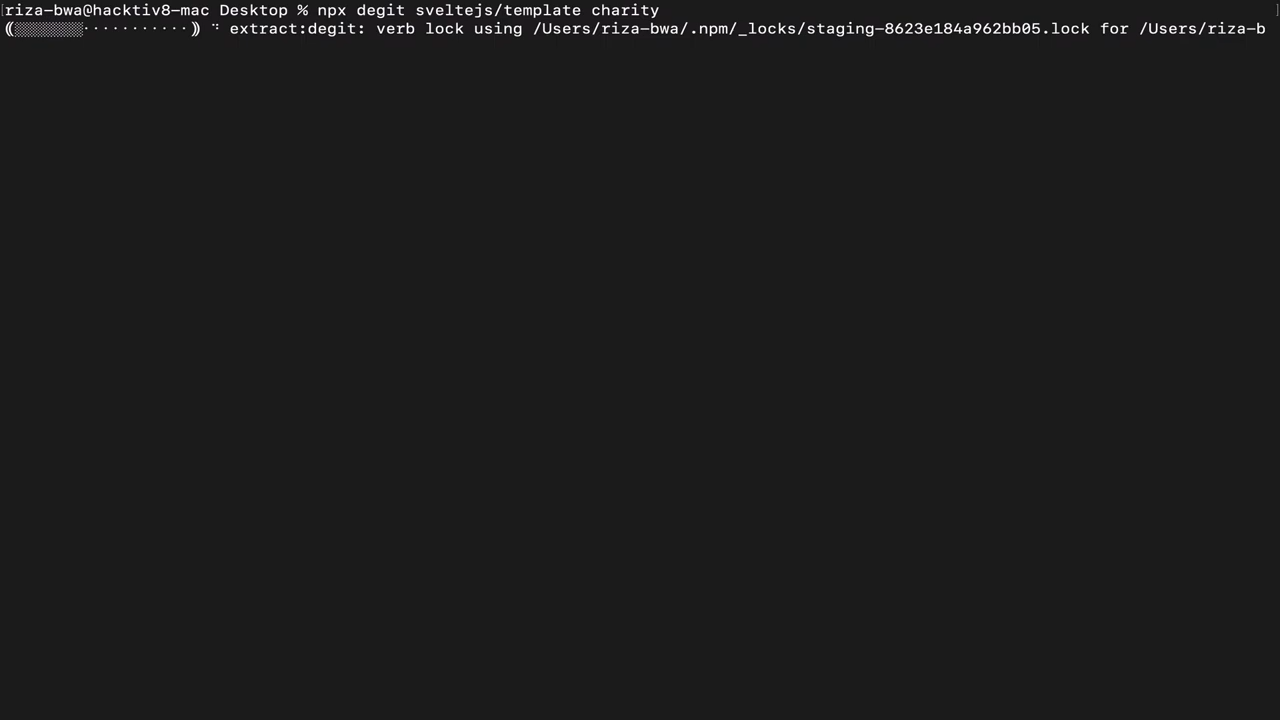 riza-bwa@hacktiv8-mac Desktop % npx degit sveltejs/template charity
(░░░░░░░···········) ⠙ extract:degit: verb lock using /Users/riza-bwa/.npm/_locks/staging-8623e184a962bb05.lock for /Users/riza-b